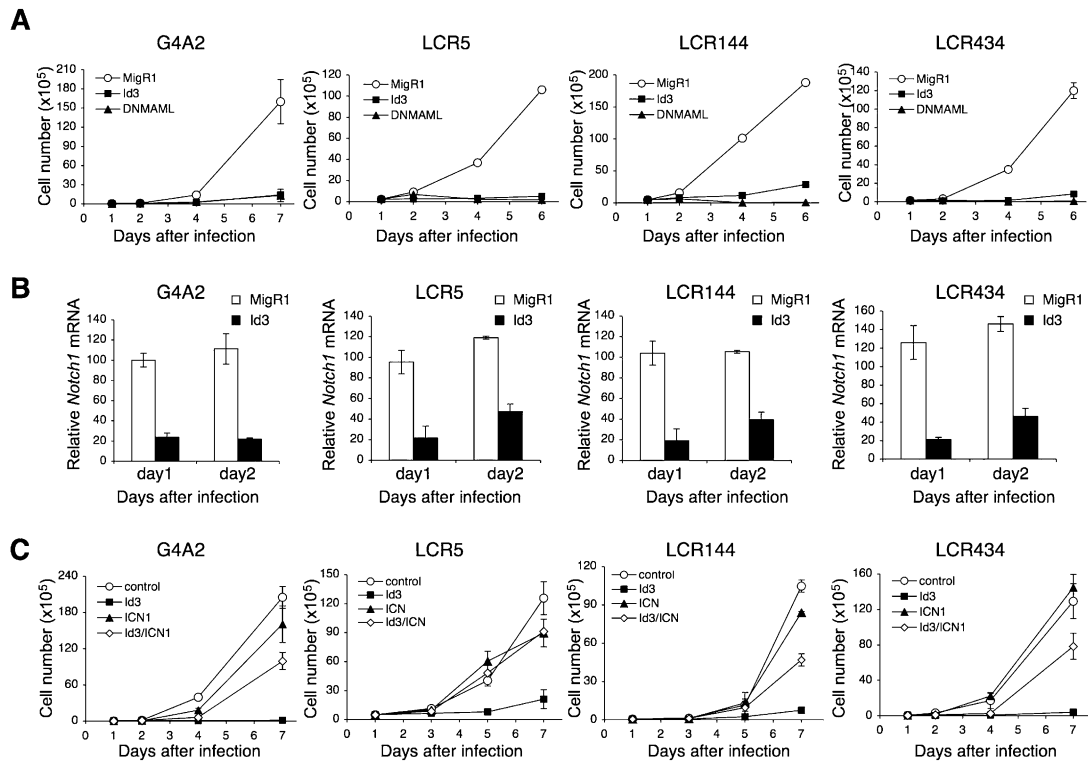 A
G4A2
Cell number (x10⁵)
210
180
150
120
90
60
30
0
MigR1
Id3
DNMAML
0 1 2 3 4 5 6 7
Days after infection
LCR5
Cell number (x10⁵)
120
100
80
60
40
20
0
MigR1
Id3
DNMAML
0 1 2 3 4 5 6
Days after infection
LCR144
Cell number (x10⁵)
200
150
100
50
0
MigR1
Id3
DNMAML
0 1 2 3 4 5 6
Days after infection
LCR434
Cell number (x10⁵)
140
120
100
80
60
40
20
0
MigR1
Id3
DNMAML
0 1 2 3 4 5 6
Days after infection
B
G4A2
Relative Notch1 mRNA
140
120
100
80
60
40
20
0
MigR1
Id3
day1 day2
Days after infection
LCR5
Relative Notch1 mRNA
140
120
100
80
60
40
20
0
MigR1
Id3
day1 day2
Days after infection
LCR144
Relative Notch1 mRNA
140
120
100
80
60
40
20
0
MigR1
Id3
day1 day2
Days after infection
LCR434
Relative Notch1 mRNA
160
140
120
100
80
60
40
20
0
MigR1
Id3
day1 day2
Days after infection
C
G4A2
Cell number (x10⁵)
240
180
120
60
0
control
Id3
ICN1
Id3/ICN1
0 1 2 3 4 5 6 7
Days after infection
LCR5
Cell number (x10⁵)
150
120
90
60
30
0
control
Id3
ICN
Id3/ICN
0 1 2 3 4 5 6 7
Days after infection
LCR144
Cell number (x10⁵)
120
90
60
30
0
control
Id3
ICN
Id3/ICN
0 1 2 3 4 5 6 7
Days after infection
LCR434
Cell number (x10⁵)
160
120
80
40
0
control
Id3
ICN1
Id3/ICN1
0 1 2 3 4 5 6 7
Days after infection